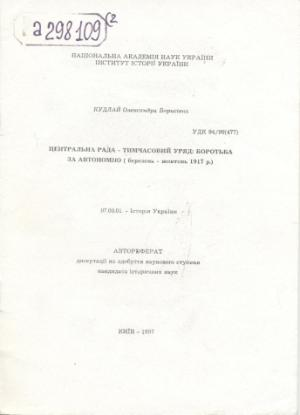 а298109 (2
НАЦІОНАЛЬНА АКАДЕМІЯ НАУК УКРАЇНИ
ІНСТИТУТ ІСТОРІЇ УКРАЇНИ
КУДЛАЙ Олександра Борисівна
УДК 94/99(477)
ЦЕНТРАЛЬНА РАДА - ТИМЧАСОВИЙ УРЯД: БОРОТЬБА
ЗА АВТОНОМІЮ ( березень - жовтень 1917 р.)
07.00.01. - Історія України
АВТОРЕФЕРАТ
дисертації на здобуття наукового ступеня
кандидата історичних наук
КИЇВ - 1997